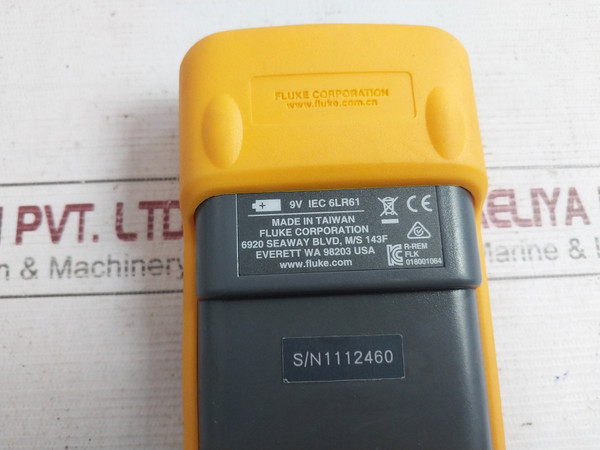 FLUKE CORPORATION
www.fluke.com.cn
9V IEC 6LR61
MADE IN TAIWAN
FLUKE CORPORATION
6920 SEAWAY BLVD, M/S 143F
EVERETT WA 98203 USA
www.fluke.com
CE
R-REM
FLK
018001064
PVT. LTD
ELIYA
& Machinery
S/N1112460